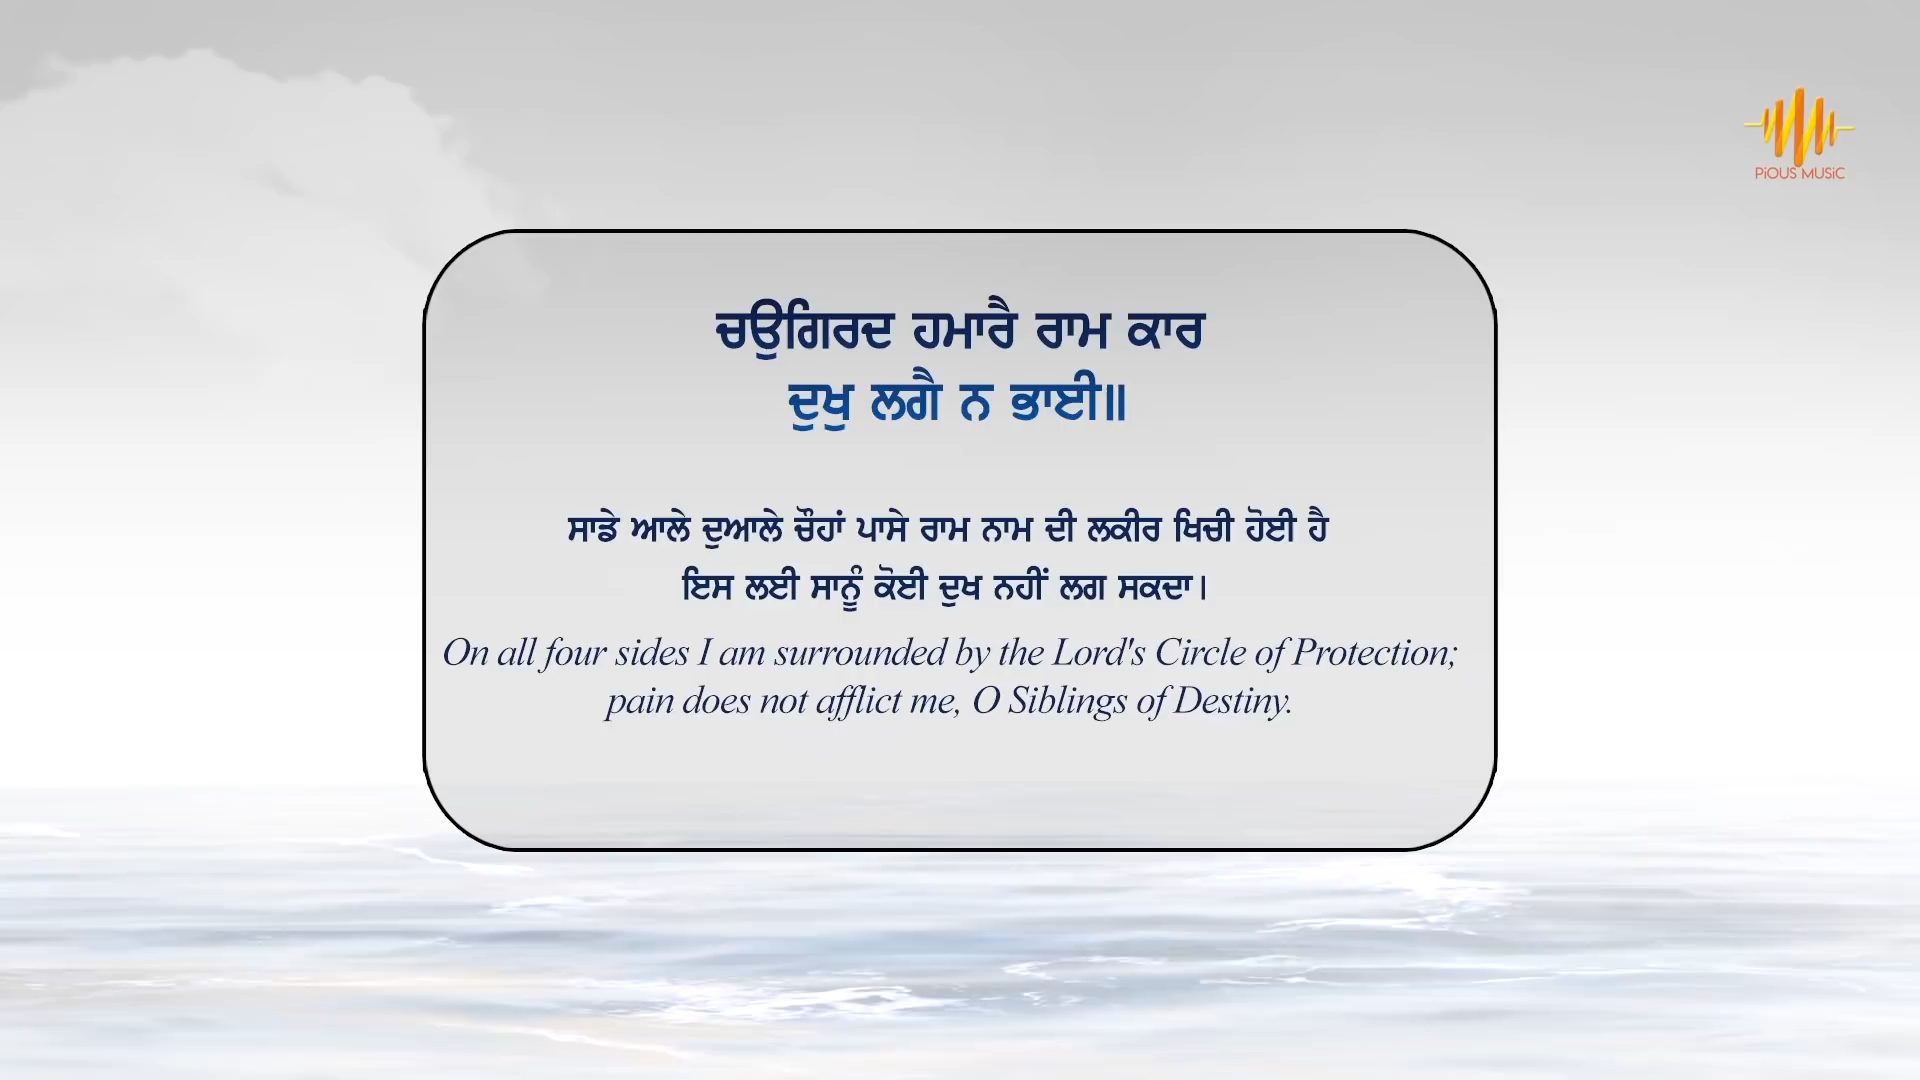 PiOUS MUSiC
ਚਉਗਿਰਦ ਹਮਾਰੈ ਰਾਮ ਕਾਰ
ਦੁਖੁ ਲਗੈ ਨ ਭਾਈ॥
ਸਾਡੇ ਆਲੇ ਦੁਆਲੇ ਚੌਹਾਂ ਪਾਸੇ ਰਾਮ ਨਾਮ ਦੀ ਲਕੀਰ ਖਿਚੀ ਹੋਈ ਹੈ
ਇਸ ਲਈ ਸਾਨੂੰ ਕੋਈ ਦੁਖ ਨਹੀਂ ਲਗ ਸਕਦਾ।
On all four sides I am surrounded by the Lord's Circle of Protection;
pain does not afflict me, O Siblings of Destiny.